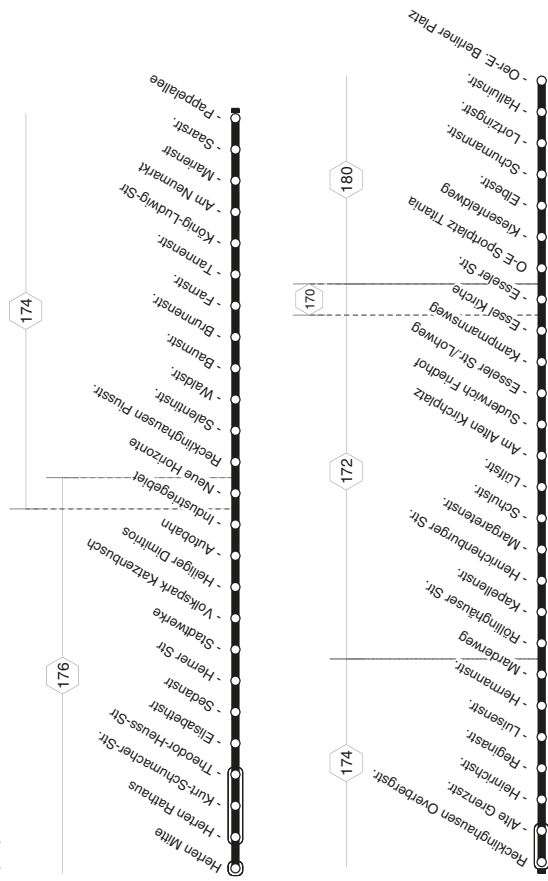 176
174
Herten Mitte
- Herten Rathaus
- Kurt-Schumacher-Str.
- Theodor-Heuss-Str
- Elisabethstr
- Sedanstr
- Herner Str
- Stadtwerke
- Volkspark Katzenbusch
- Heiliger Dimitrios
- Autobahn
- Industriegebiet
- Neue Horizonte
Recklinghausen Piusstr.
- Salentinstr.
- Waldstr.
- Baumstr.
- Brunnenstr.
- Farnstr.
- Tannenstr.
- König-Ludwig-Str
- Am Neumarkt
- Marienstr
- Saarstr.
- Pappelallee
174
172
170
180
Recklinghausen Overbergstr.
- Alte Grenzstr.
- Heinrichstr.
- Reginastr.
- Luisenstr.
- Hermannstr.
- Marderweg
- Röllinghäuser Str.
- Kapellenstr.
- Henrichenburger Str.
- Margaretenstr.
- Schulstr.
- Lülfstr.
- Am Alten Kirchplatz
- Suderwich Friedhof
- Esseler Str./Lohweg
- Kampmannsweg
- Essel Kirche
- Esseler Str.
- O-E Sportplatz Titania
- Kiesenfeldweg
- Elbestr.
- Schumannstr.
- Lortzingstr.
- Halluinstr.
- Oer-E. Berliner Platz